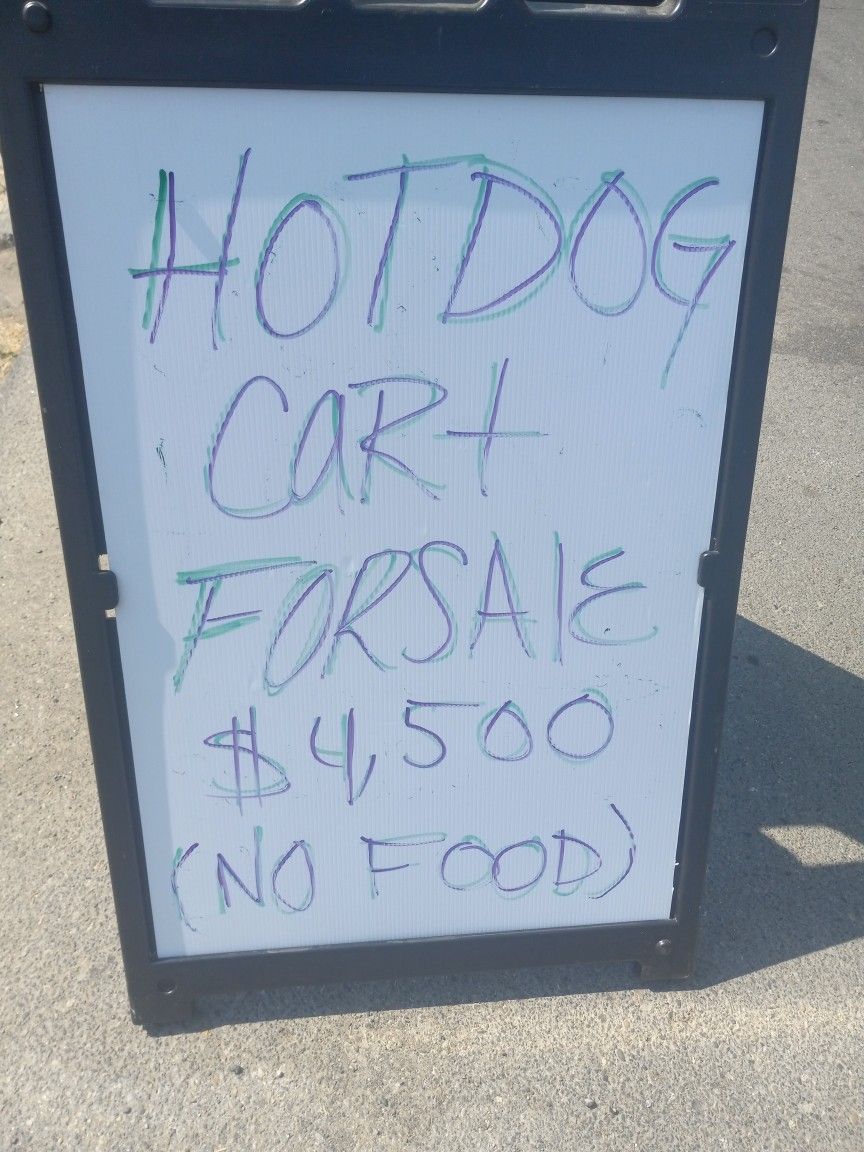 HOTDOG
CaRt
FORSAlE
$4,500
(NO FOOD)